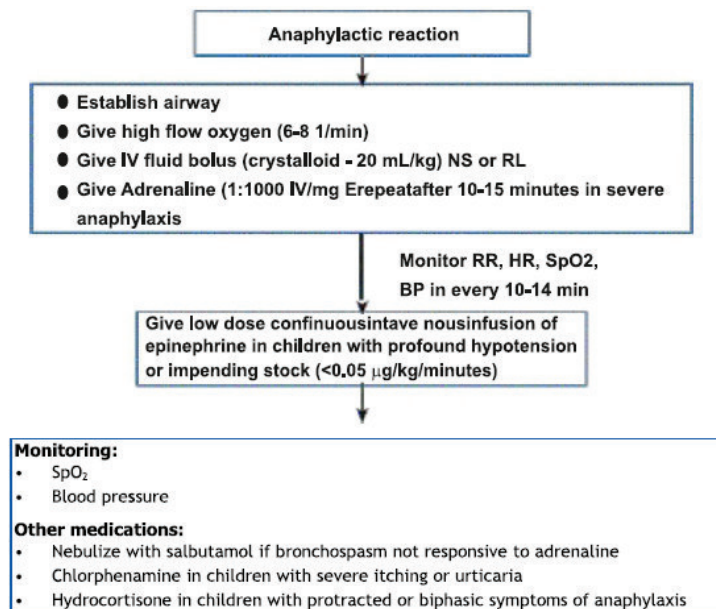 Anaphylactic reaction
● Establish airway
● Give high flow oxygen (6-8 1/min)
● Give IV fluid bolus (crystalloid - 20 mL/kg) NS or RL
● Give Adrenaline (1:1000 IV/mg Erepeatafter 10-15 minutes in severe
anaphylaxis
Monitor RR, HR, SpO2,
BP in every 10-14 min
Give low dose continuousintave nousinfusion of
epinephrine in children with profound hypotension
or impending stock (<0.05 μg/kg/minutes)
Monitoring:
• SpO₂
• Blood pressure
Other medications:
• Nebulize with salbutamol if bronchospasm not responsive to adrenaline
• Chlorphenamine in children with severe itching or urticaria
• Hydrocortisone in children with protracted or biphasic symptoms of anaphylaxis